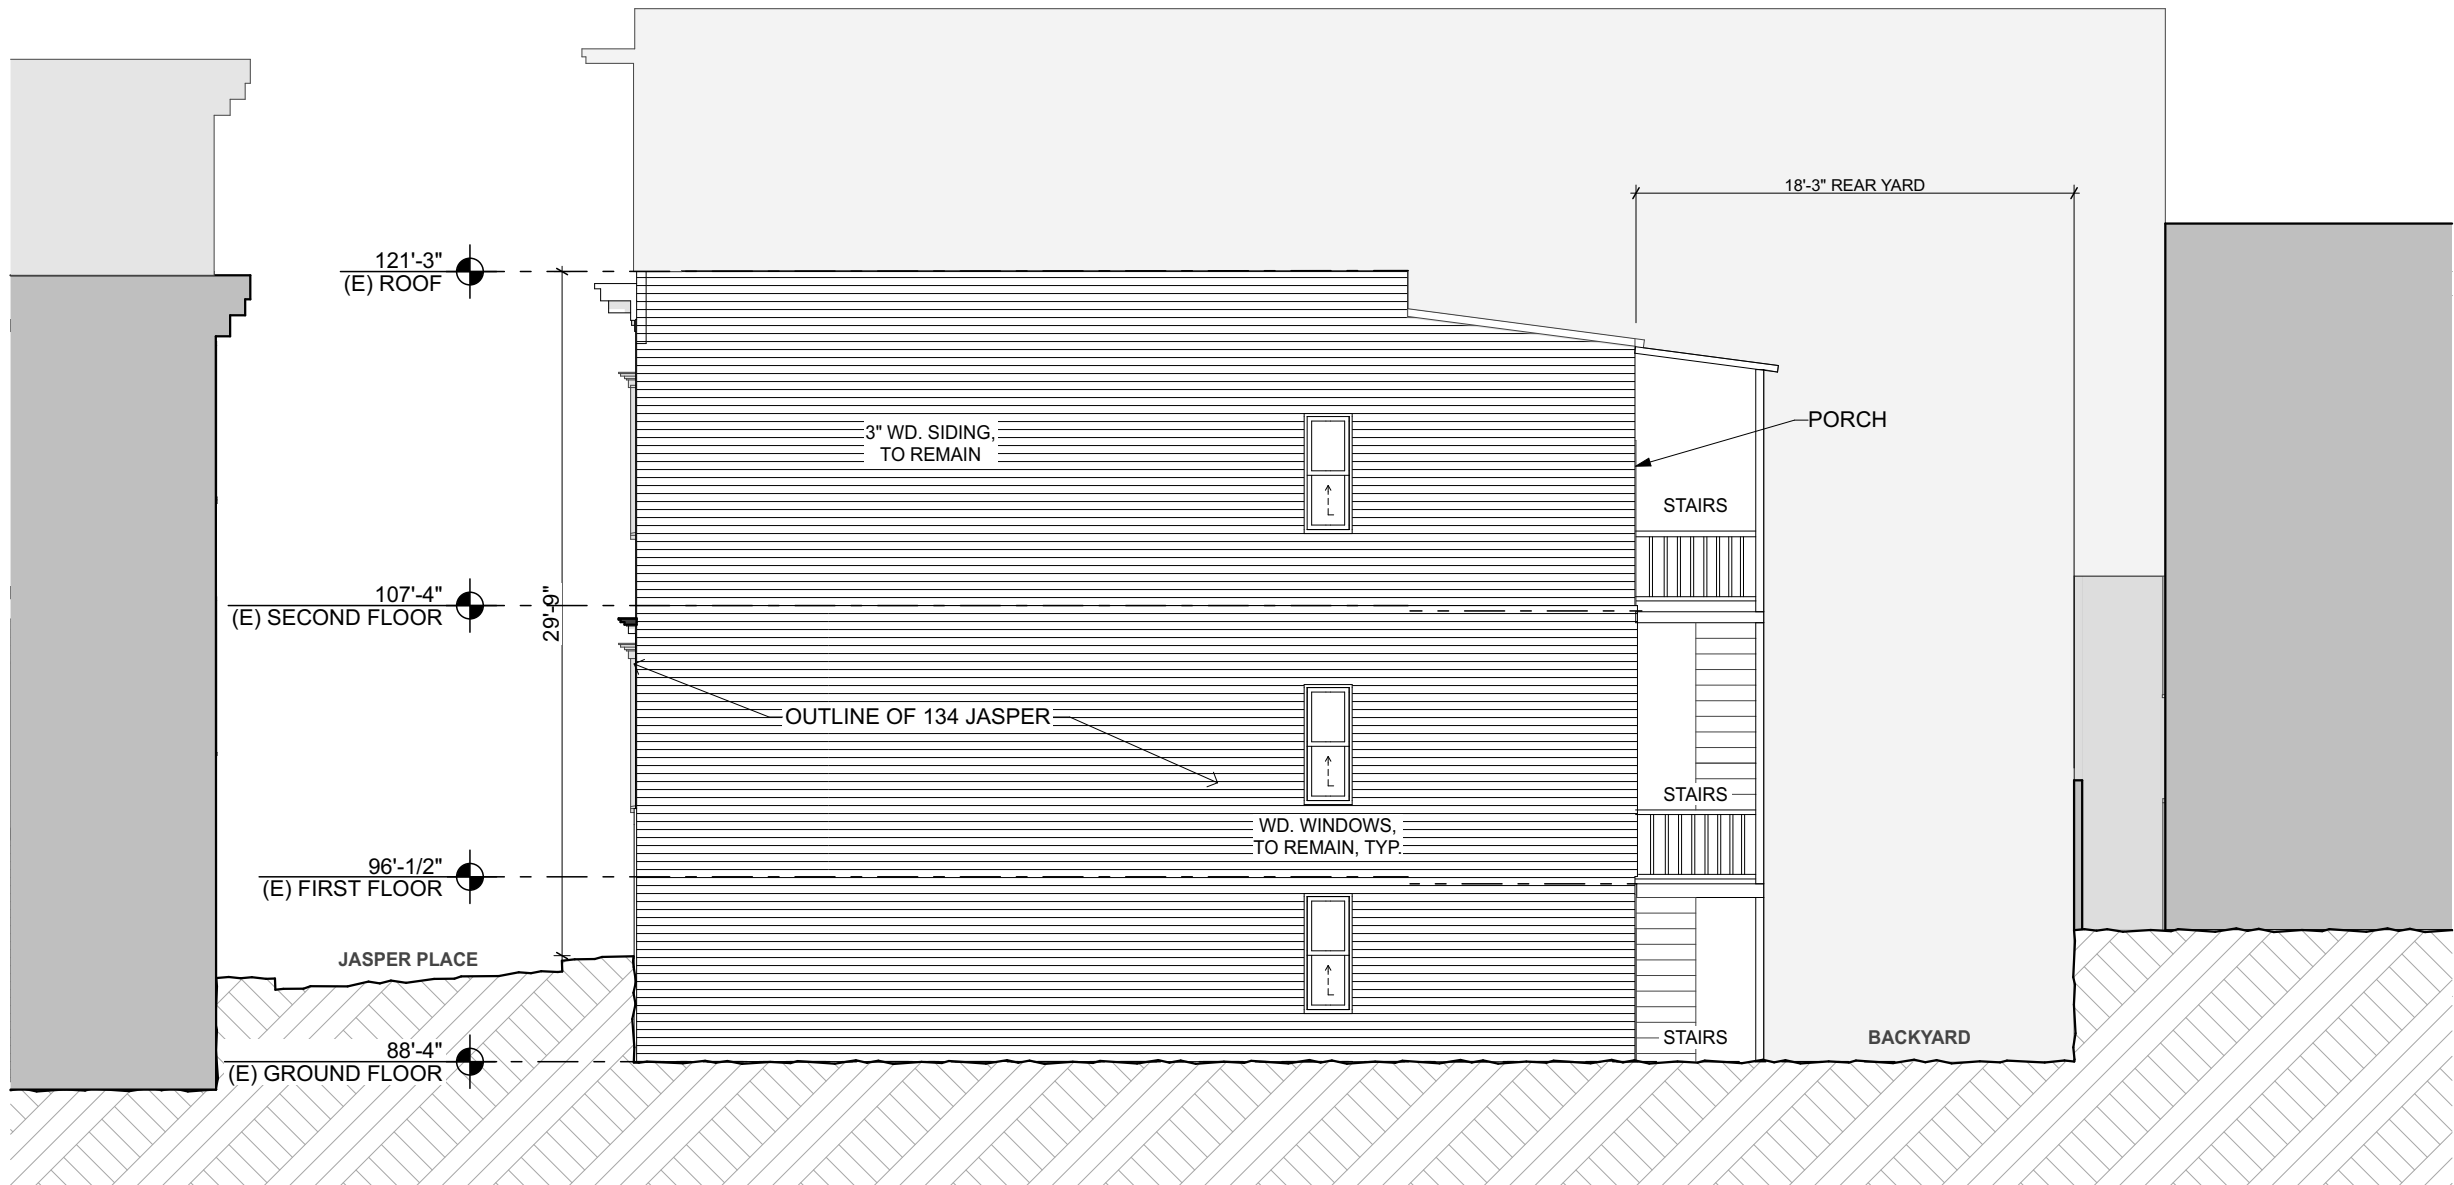 18'-3" REAR YARD
121'-3"
(E) ROOF
PORCH
3" WD. SIDING,
TO REMAIN
STAIRS
107'-4"
(E) SECOND FLOOR
29'-9"
OUTLINE OF 134 JASPER
STAIRS
WD. WINDOWS,
TO REMAIN, TYP.
96'-1/2"
(E) FIRST FLOOR
JASPER PLACE
STAIRS
BACKYARD
88'-4"
(E) GROUND FLOOR